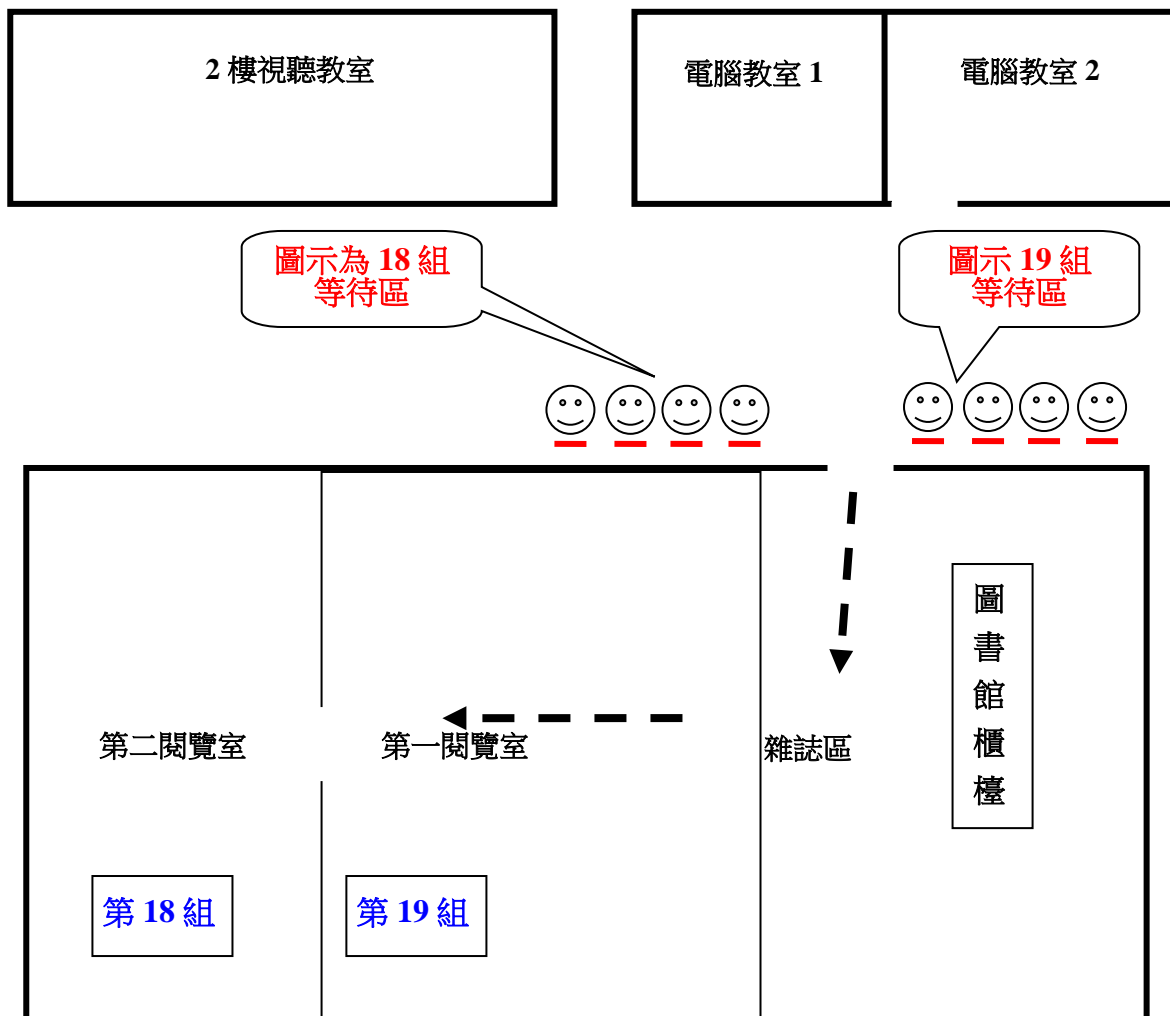 2 樓視聽教室
電腦教室 1
電腦教室 2
圖示為 18 組
等待區
圖示 19 組
等待區
圖
書
館
櫃
檯
第二閱覽室
第一閱覽室
雜誌區
第 18 組
第 19 組